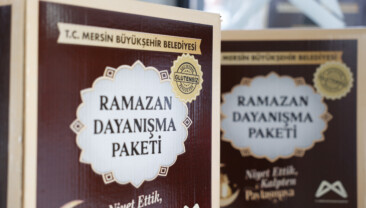 T.C. MERSİN BÜYÜKŞEHİR BELEDİYESİ
GLUTENSİZ
RAMAZAN
DAYANIŞMA
PAKETİ
Niyet Ettik,
T.C. MERSİN BÜYÜKŞEHİR BELEDİYESİ
RAMAZAN
DAYANIŞMA
PAKETİ
Niyet Ettik,
Kalpten
Paylaşmaya